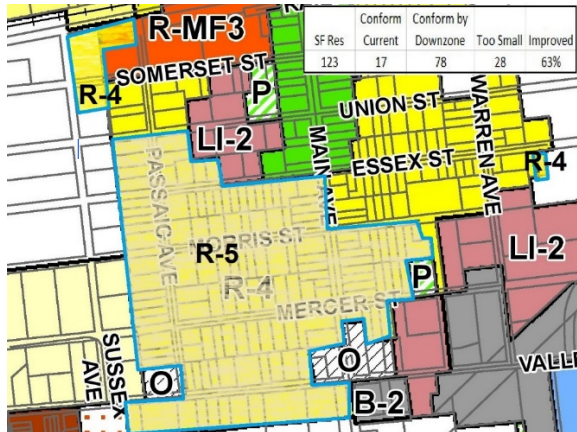 Conform Conform by
SF Res Current Downzone Too Small Improved
123 17 78 28 63%
R-MF3
SOMERSET ST
R-4
P
LI-2
UNION ST
WARREN AVE
MAIN AVE
ESSEX ST
R-4
PASSAIC AVE
MORRIS ST
R-5
R-4
LI-2
P
MERCER ST
SUSSEX AVE
O
O
B-2
VALLE